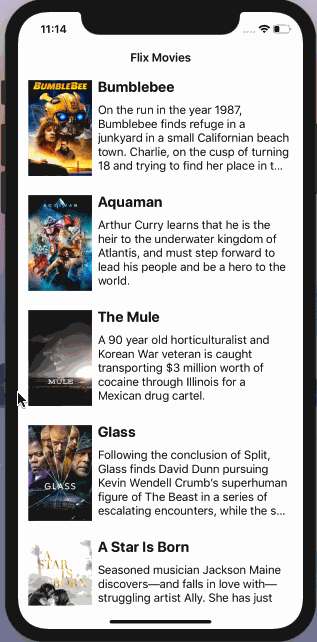 11:14
Flix Movies
BUMBLEBEE
Bumblebee
On the run in the year 1987,
Bumblebee finds refuge in a
junkyard in a small Californian beach
town. Charlie, on the cusp of turning
18 and trying to find her place in t...
AQUAMAN
Aquaman
Arthur Curry learns that he is the
heir to the underwater kingdom of
Atlantis, and must step forward to
lead his people and be a hero to the
world.
MULE
The Mule
A 90 year old horticulturalist and
Korean War veteran is caught
transporting $3 million worth of
cocaine through Illinois for a
Mexican drug cartel.
GLASS
Glass
Following the conclusion of Split,
Glass finds David Dunn pursuing
Kevin Wendell Crumb’s superhuman
figure of The Beast in a series of
escalating encounters, while the s...
A
STAR IS
BORN
A Star Is Born
Seasoned musician Jackson Maine
discovers—and falls in love with—
struggling artist Ally. She has just